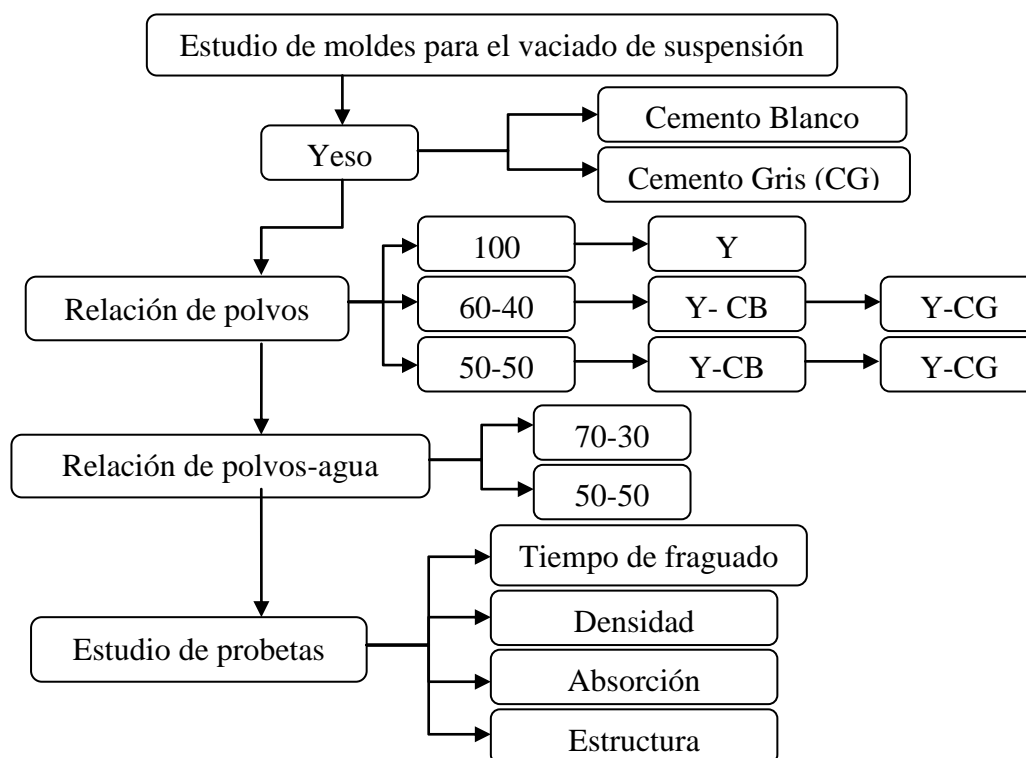 Estudio de moldes para el vaciado de suspensión
Cemento Blanco
Yeso
Cemento Gris (CG)
100
Y
Relación de polvos
60-40
Y- CB
Y-CG
50-50
Y-CB
Y-CG
70-30
Relación de polvos-agua
50-50
Tiempo de fraguado
Densidad
Estudio de probetas
Absorción
Estructura